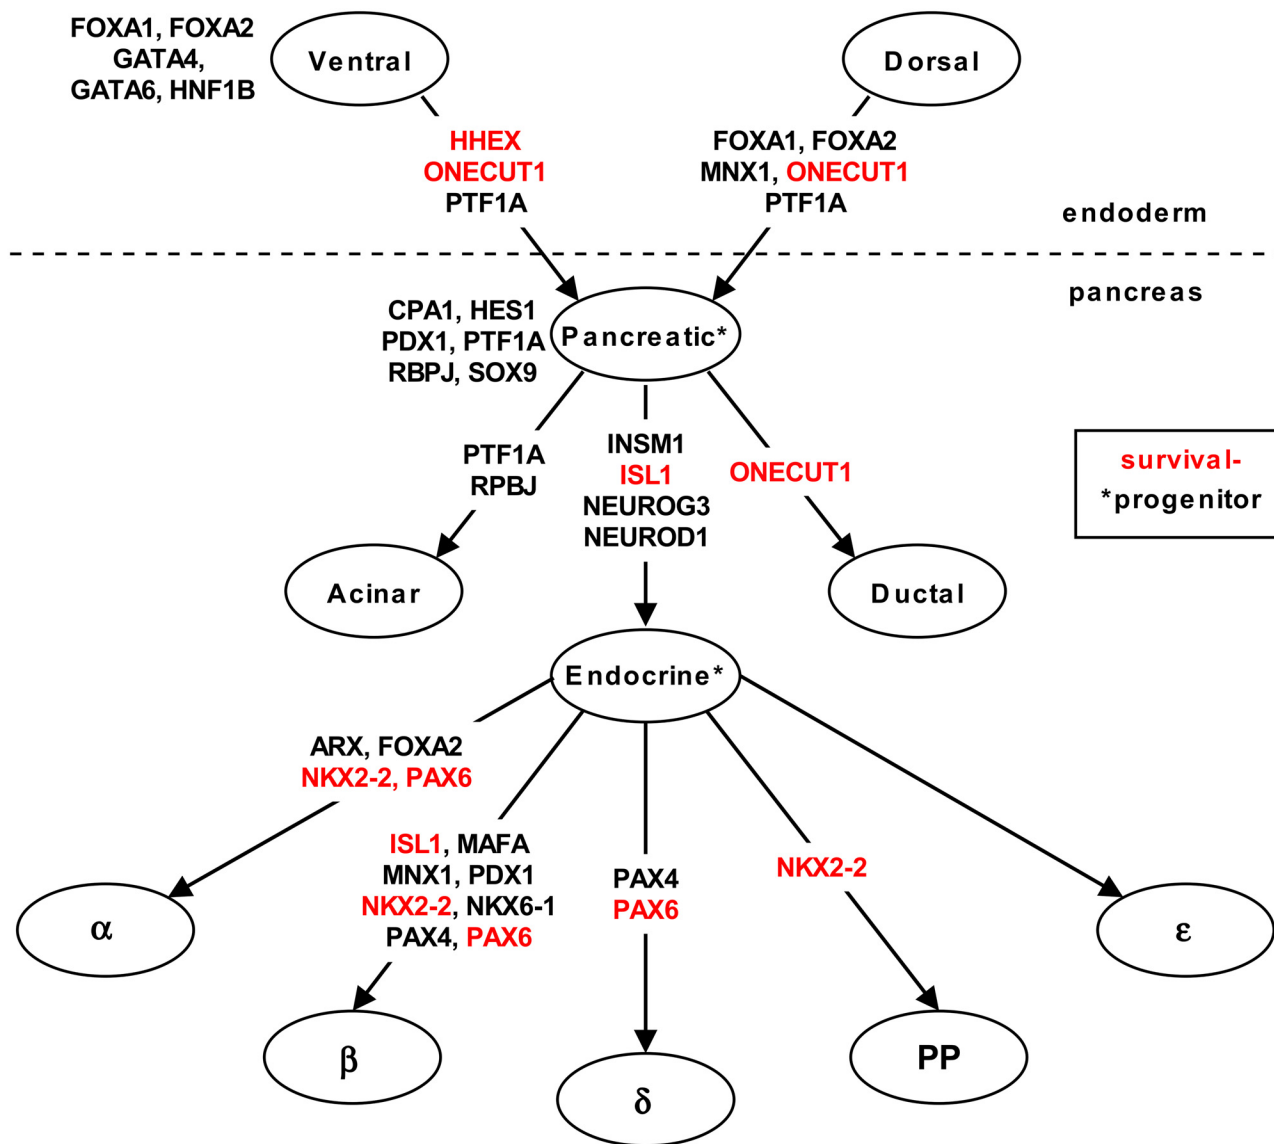 FOXA1, FOXA2
GATA4,
GATA6, HNF1B
Ventral
Dorsal
HHEX
ONECUT1
PTF1A
FOXA1, FOXA2
MNX1, ONECUT1
PTF1A
endoderm
pancreas
CPA1, HES1
PDX1, PTF1A
RBPJ, SOX9
Pancreatic*
PTF1A
RPBJ
INSM1
ISL1
NEUROG3
NEUROD1
ONECUT1
survival-
*progenitor
Acinar
Ductal
Endocrine*
ARX, FOXA2
NKX2-2, PAX6
ISL1, MAFA
MNX1, PDX1
NKX2-2, NKX6-1
PAX4, PAX6
PAX4
PAX6
NKX2-2
α
β
δ
PP
ε